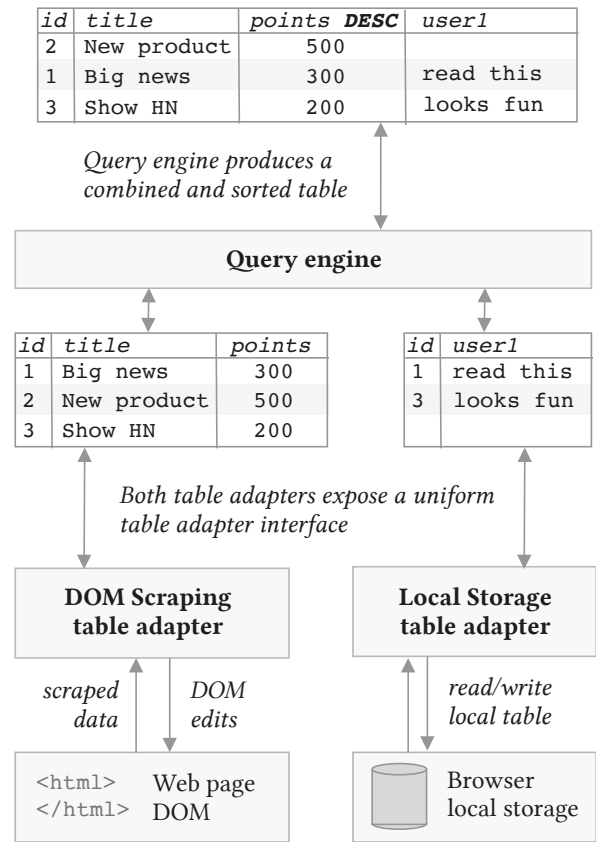 id title points DESC user1
2 New product 500
1 Big news 300 read this
3 Show HN 200 looks fun
Query engine produces a
combined and sorted table
Query engine
id title points
1 Big news 300
2 New product 500
3 Show HN 200
id user1
1 read this
3 looks fun
Both table adapters expose a uniform
table adapter interface
DOM Scraping
table adapter
Local Storage
table adapter
scraped
data
DOM
edits
read/write
local table
<html> Web page
</html> DOM
Browser
local storage